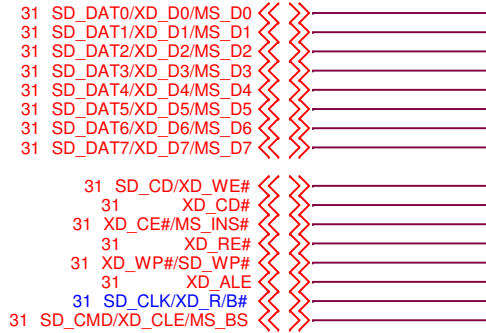 31 SD_DAT0/XD_D0/MS_D0
31 SD_DAT1/XD_D1/MS_D1
31 SD_DAT2/XD_D2/MS_D2
31 SD_DAT3/XD_D3/MS_D3
31 SD_DAT4/XD_D4/MS_D4
31 SD_DAT5/XD_D5/MS_D5
31 SD_DAT6/XD_D6/MS_D6
31 SD_DAT7/XD_D7/MS_D7
31 SD_CD/XD_WE#
31 XD_CD#
31 XD_CE#/MS_INS#
31 XD_RE#
31 XD_WP#/SD_WP#
31 XD_ALE
31 SD_CLK/XD_R/B#
31 SD_CMD/XD_CLE/MS_BS